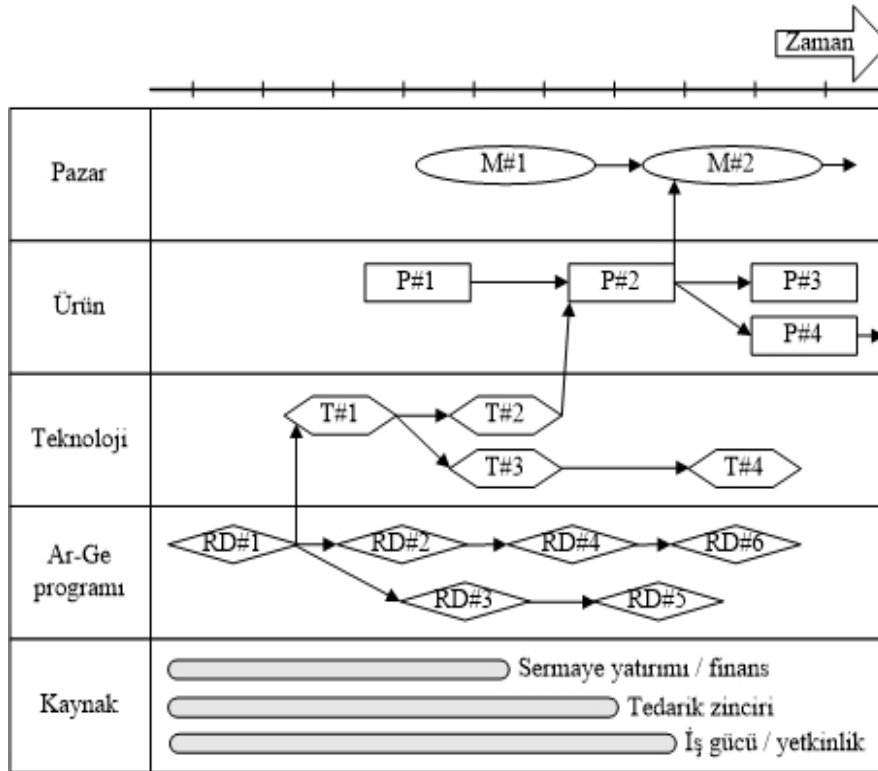 Zaman
Pazar
M#1
M#2
Ürün
P#1
P#2
P#3
P#4
Teknoloji
T#1
T#2
T#3
T#4
Ar-Ge
programı
RD#1
RD#2
RD#4
RD#6
RD#3
RD#5
Kaynak
Sermaye yatırımı / finans
Tedarik zinciri
İş gücü / yetkinlik